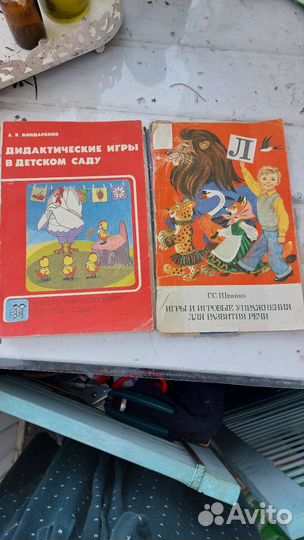 А. К. БОНДАРЕНКО
ДИДАКТИЧЕСКИЕ ИГРЫ
В ДЕТСКОМ САДУ
Л
Г.С Швайко
ИГРЫ И ИГРОВЫЕ УПРАЖНЕНИЯ
ДЛЯ РАЗВИТИЯ РЕЧИ
Avito